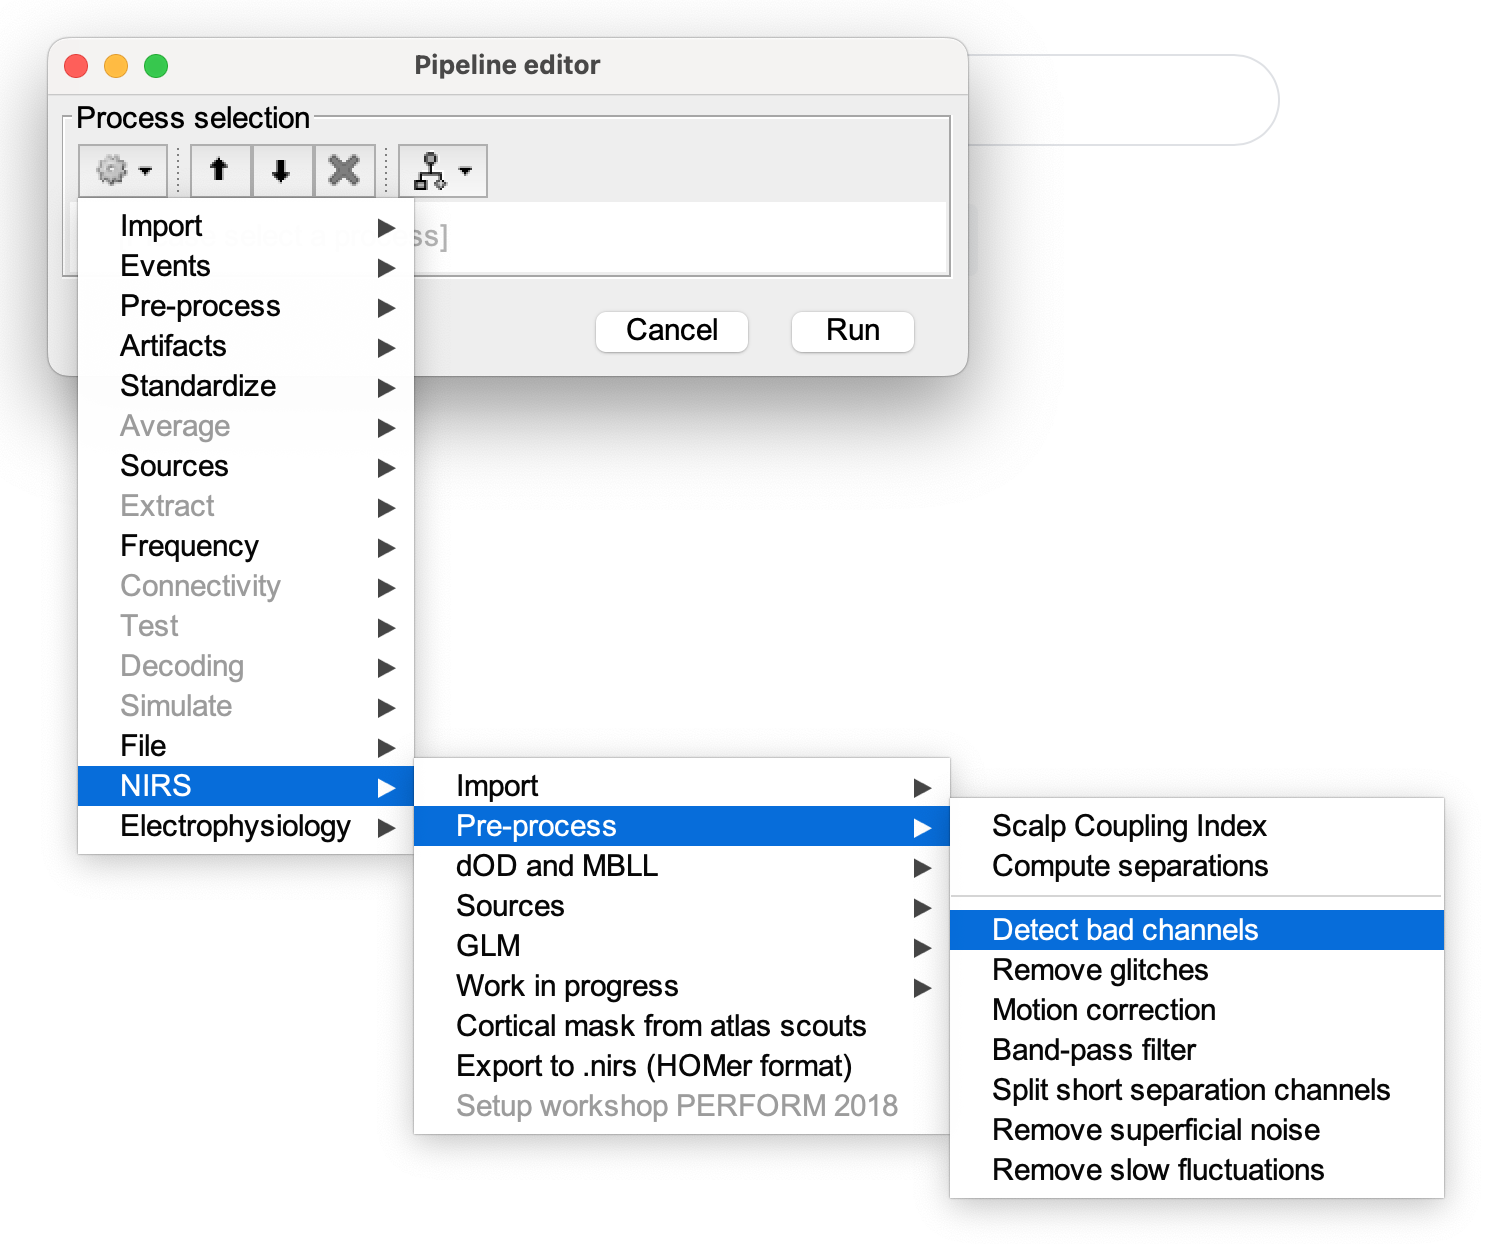 Pipeline editor
Process selection
Import
Events
Pre-process
Artifacts
Standardize
Average
Sources
Extract
Frequency
Connectivity
Test
Decoding
Simulate
File
NIRS
Electrophysiology
select a process]
Cancel
Run
Import
Pre-process
dOD and MBLL
Sources
GLM
Work in progress
Cortical mask from atlas scouts
Export to .nirs (HOMer format)
Setup workshop PERFORM 2018
Scalp Coupling Index
Compute separations
Detect bad channels
Remove glitches
Motion correction
Band-pass filter
Split short separation channels
Remove superficial noise
Remove slow fluctuations